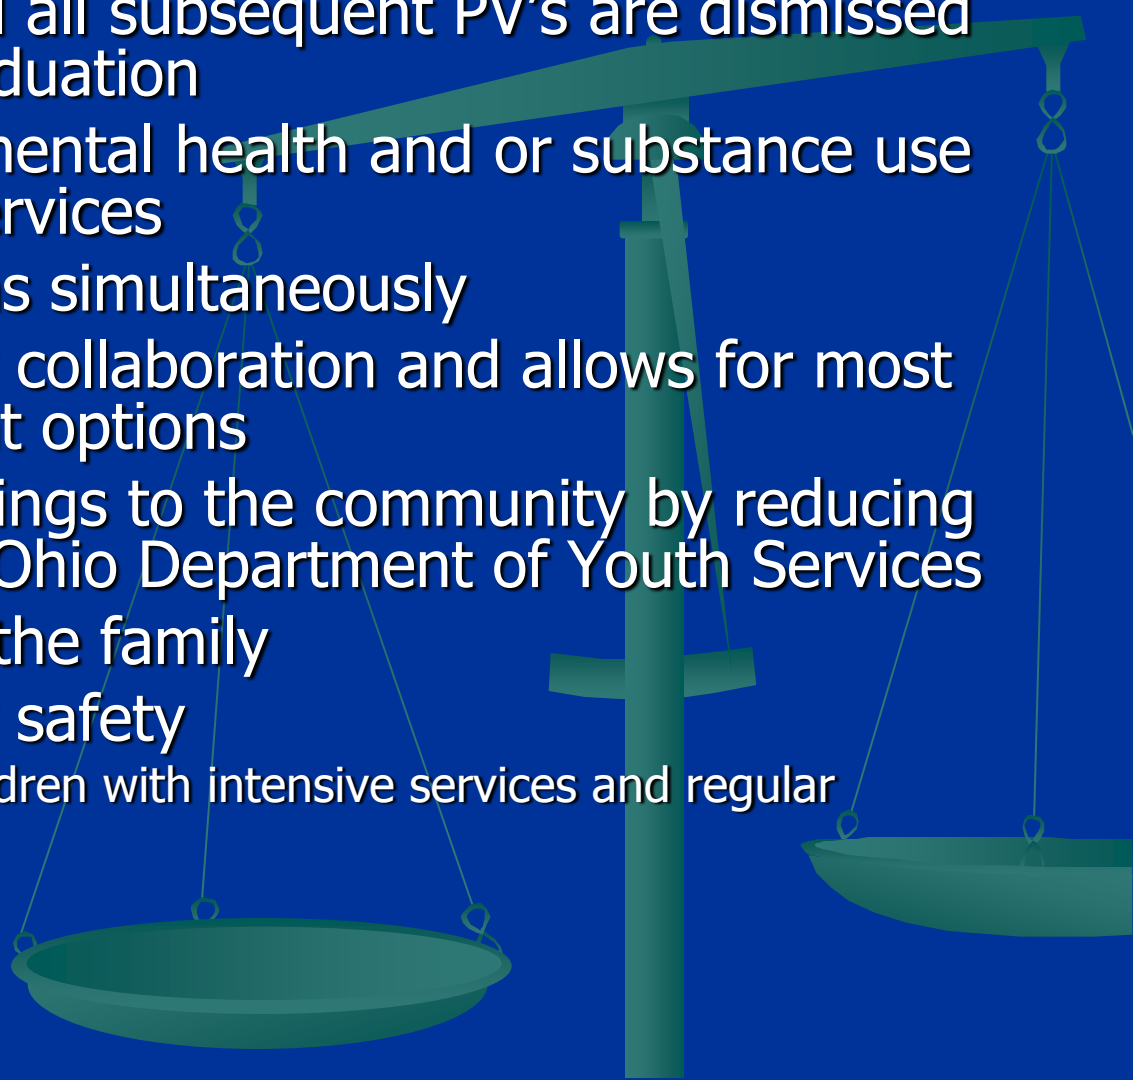 all subsequent PV's are dismissed
duation
mental health and or substance use
rvices
s simultaneously
collaboration and allows for most
t options
ings to the community by reducing
Ohio Department of Youth Services
the family
safety
dren with intensive services and regular